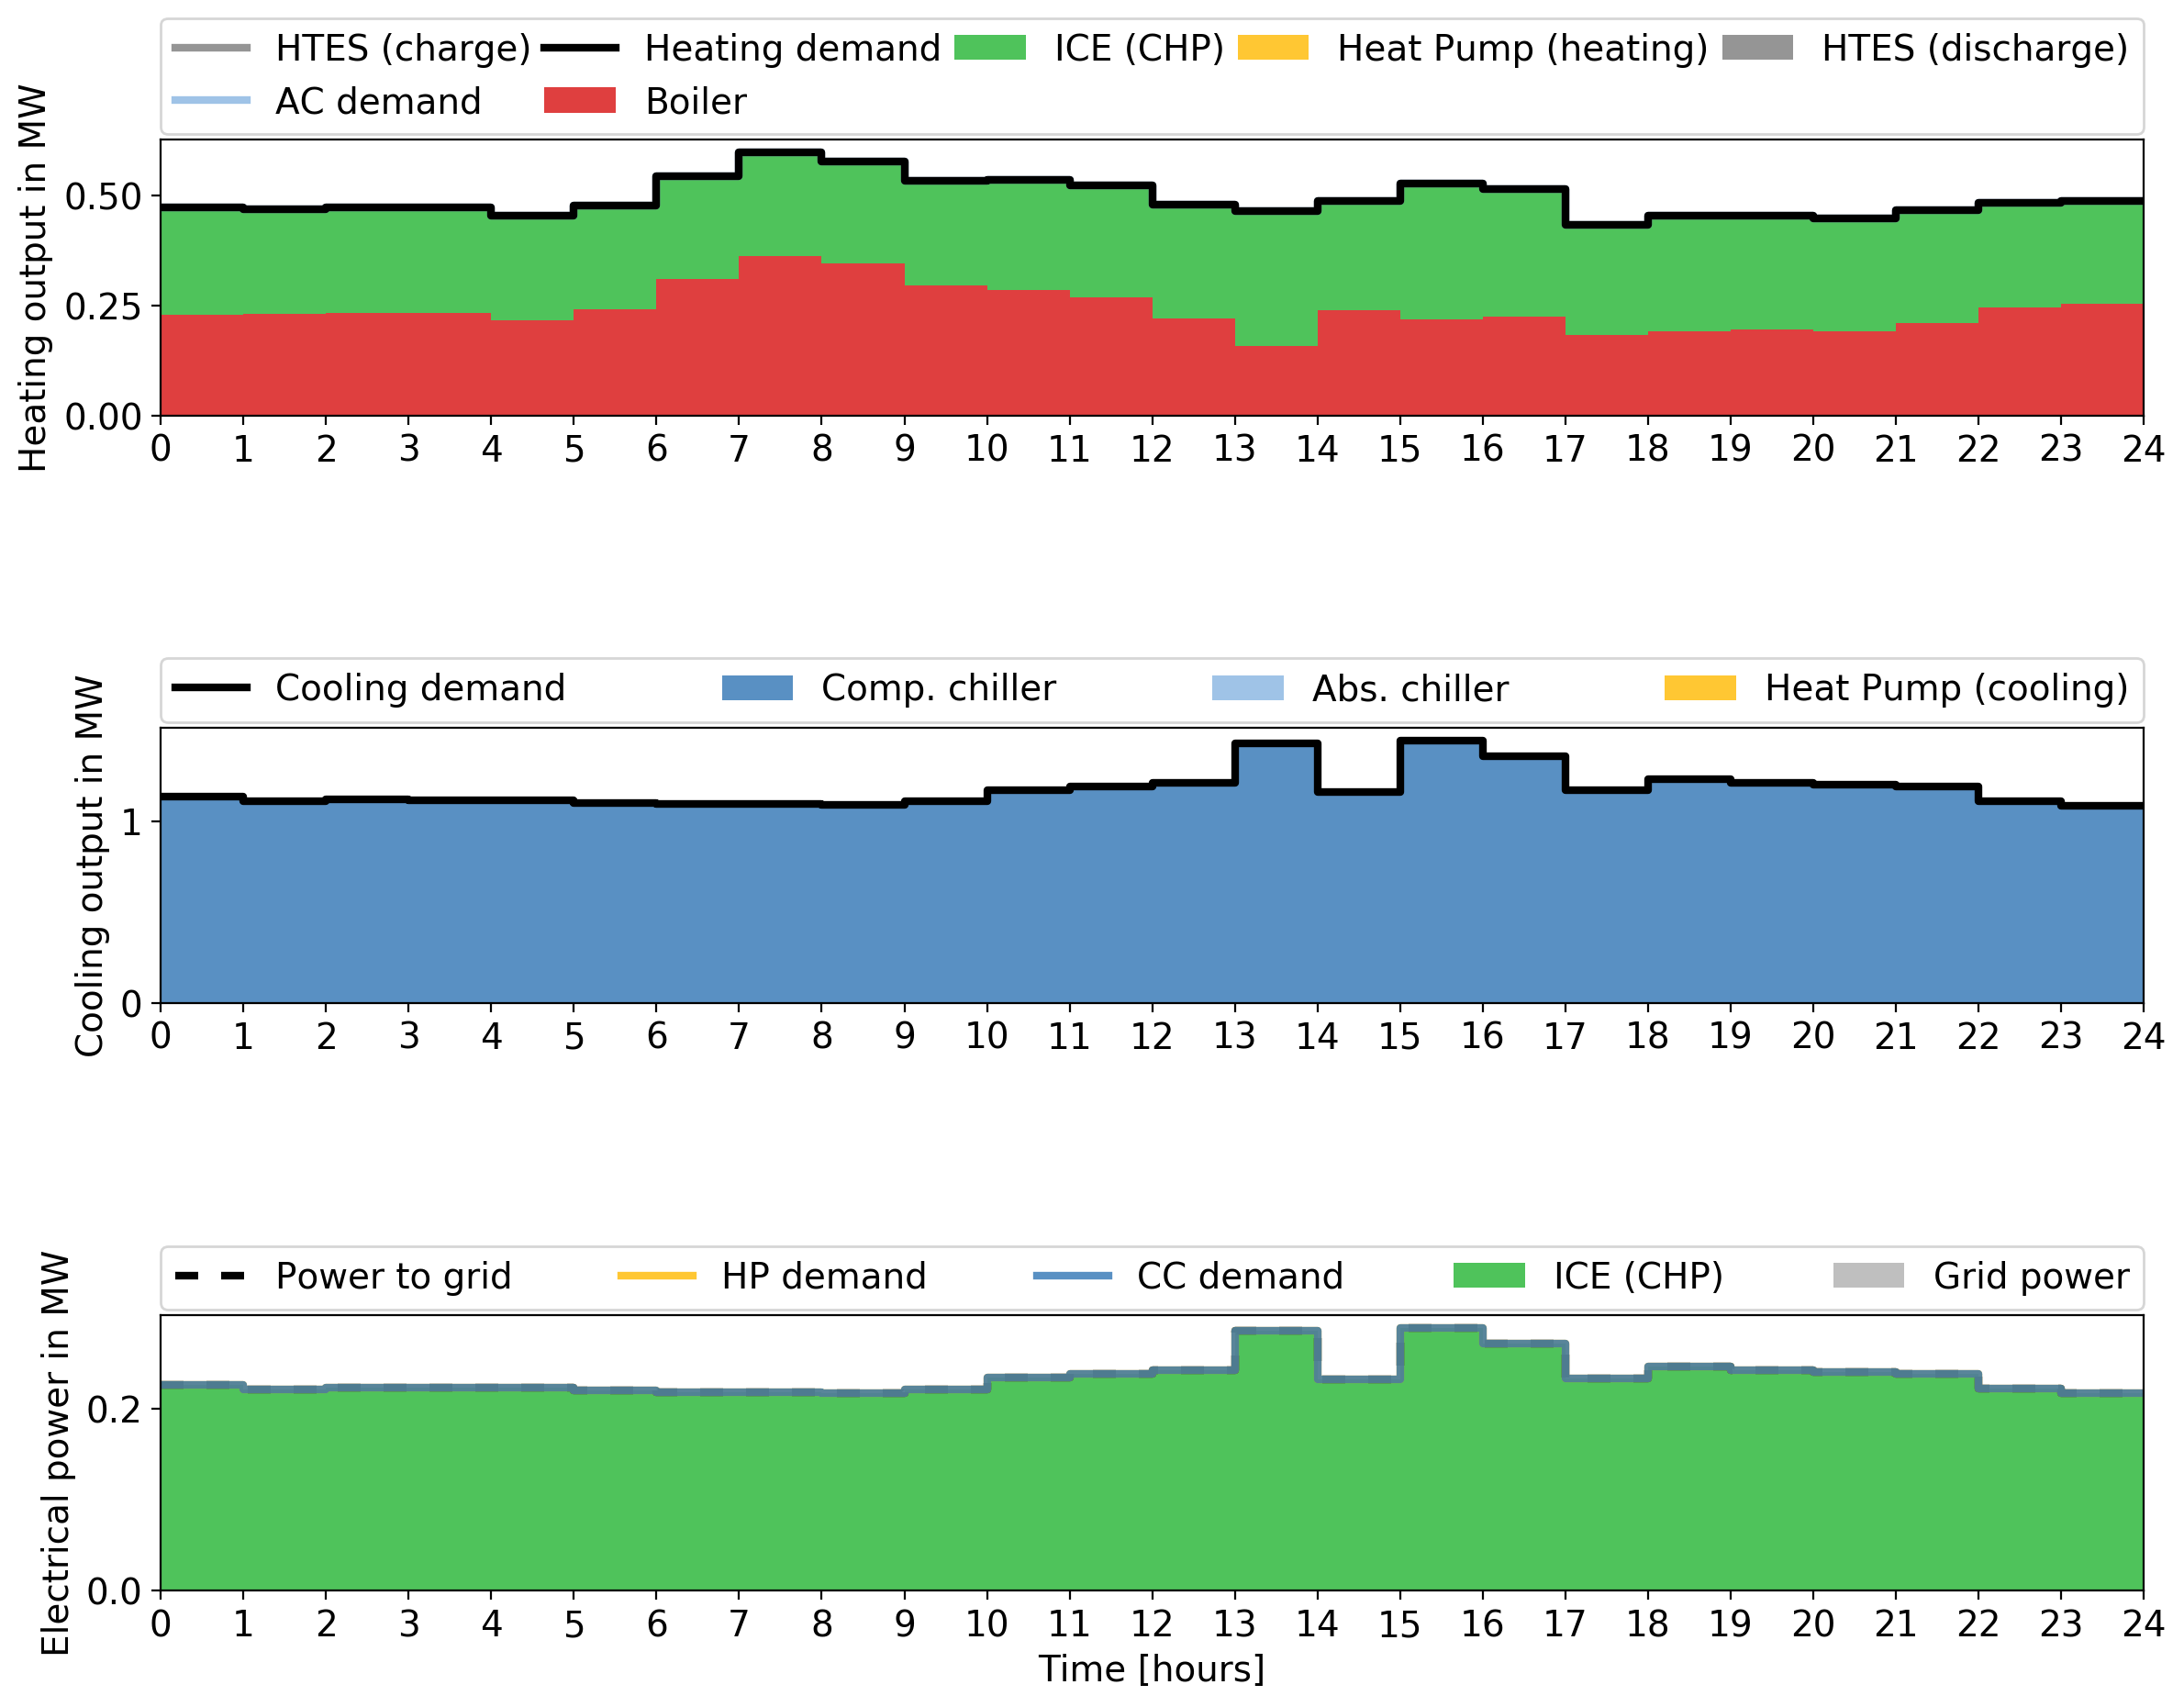 HTES (charge) Heating demand ICE (CHP) Heat Pump (heating) HTES (discharge)
AC demand Boiler
Heating output in MW
0.50
0.25
0.00
0 1 2 3 4 5 6 7 8 9 10 11 12 13 14 15 16 17 18 19 20 21 22 23 24
Cooling demand Comp. chiller Abs. chiller Heat Pump (cooling)
Cooling output in MW
1
0
0 1 2 3 4 5 6 7 8 9 10 11 12 13 14 15 16 17 18 19 20 21 22 23 24
Power to grid HP demand CC demand ICE (CHP) Grid power
Electrical power in MW
0.2
0.0
0 1 2 3 4 5 6 7 8 9 10 11 12 13 14 15 16 17 18 19 20 21 22 23 24
Time [hours]